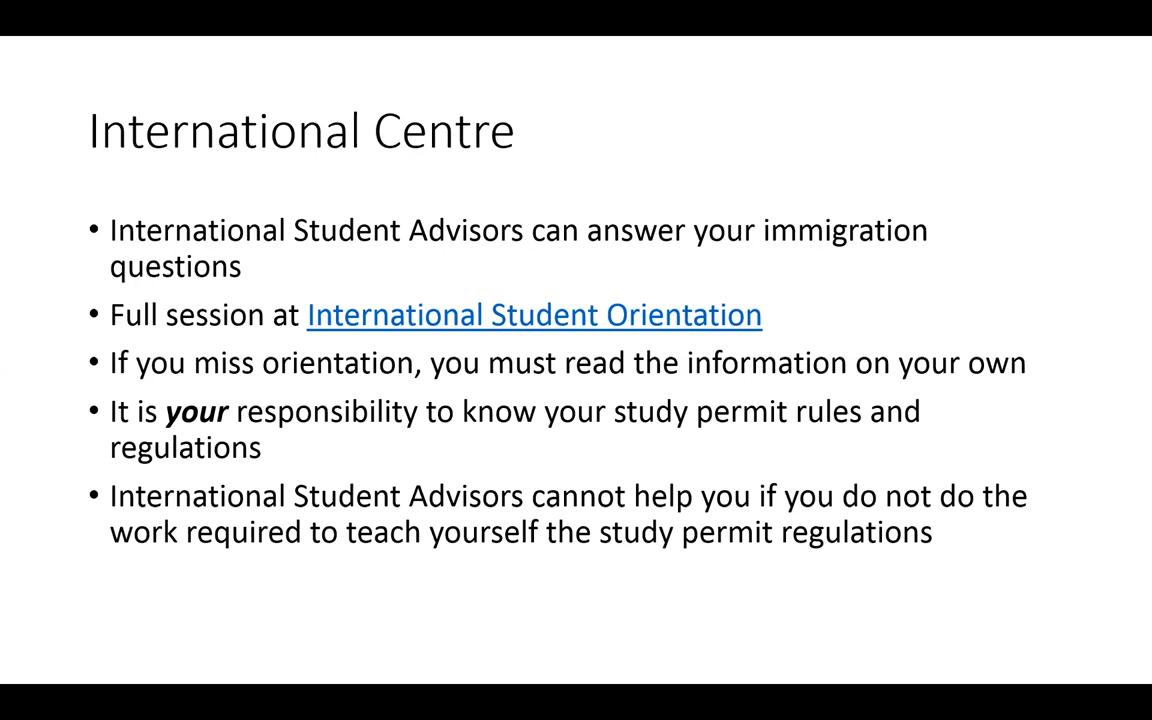 International Centre
• International Student Advisors can answer your immigration
questions
• Full session at International Student Orientation
• If you miss orientation, you must read the information on your own
• It is your responsibility to know your study permit rules and
regulations
• International Student Advisors cannot help you if you do not do the
work required to teach yourself the study permit regulations